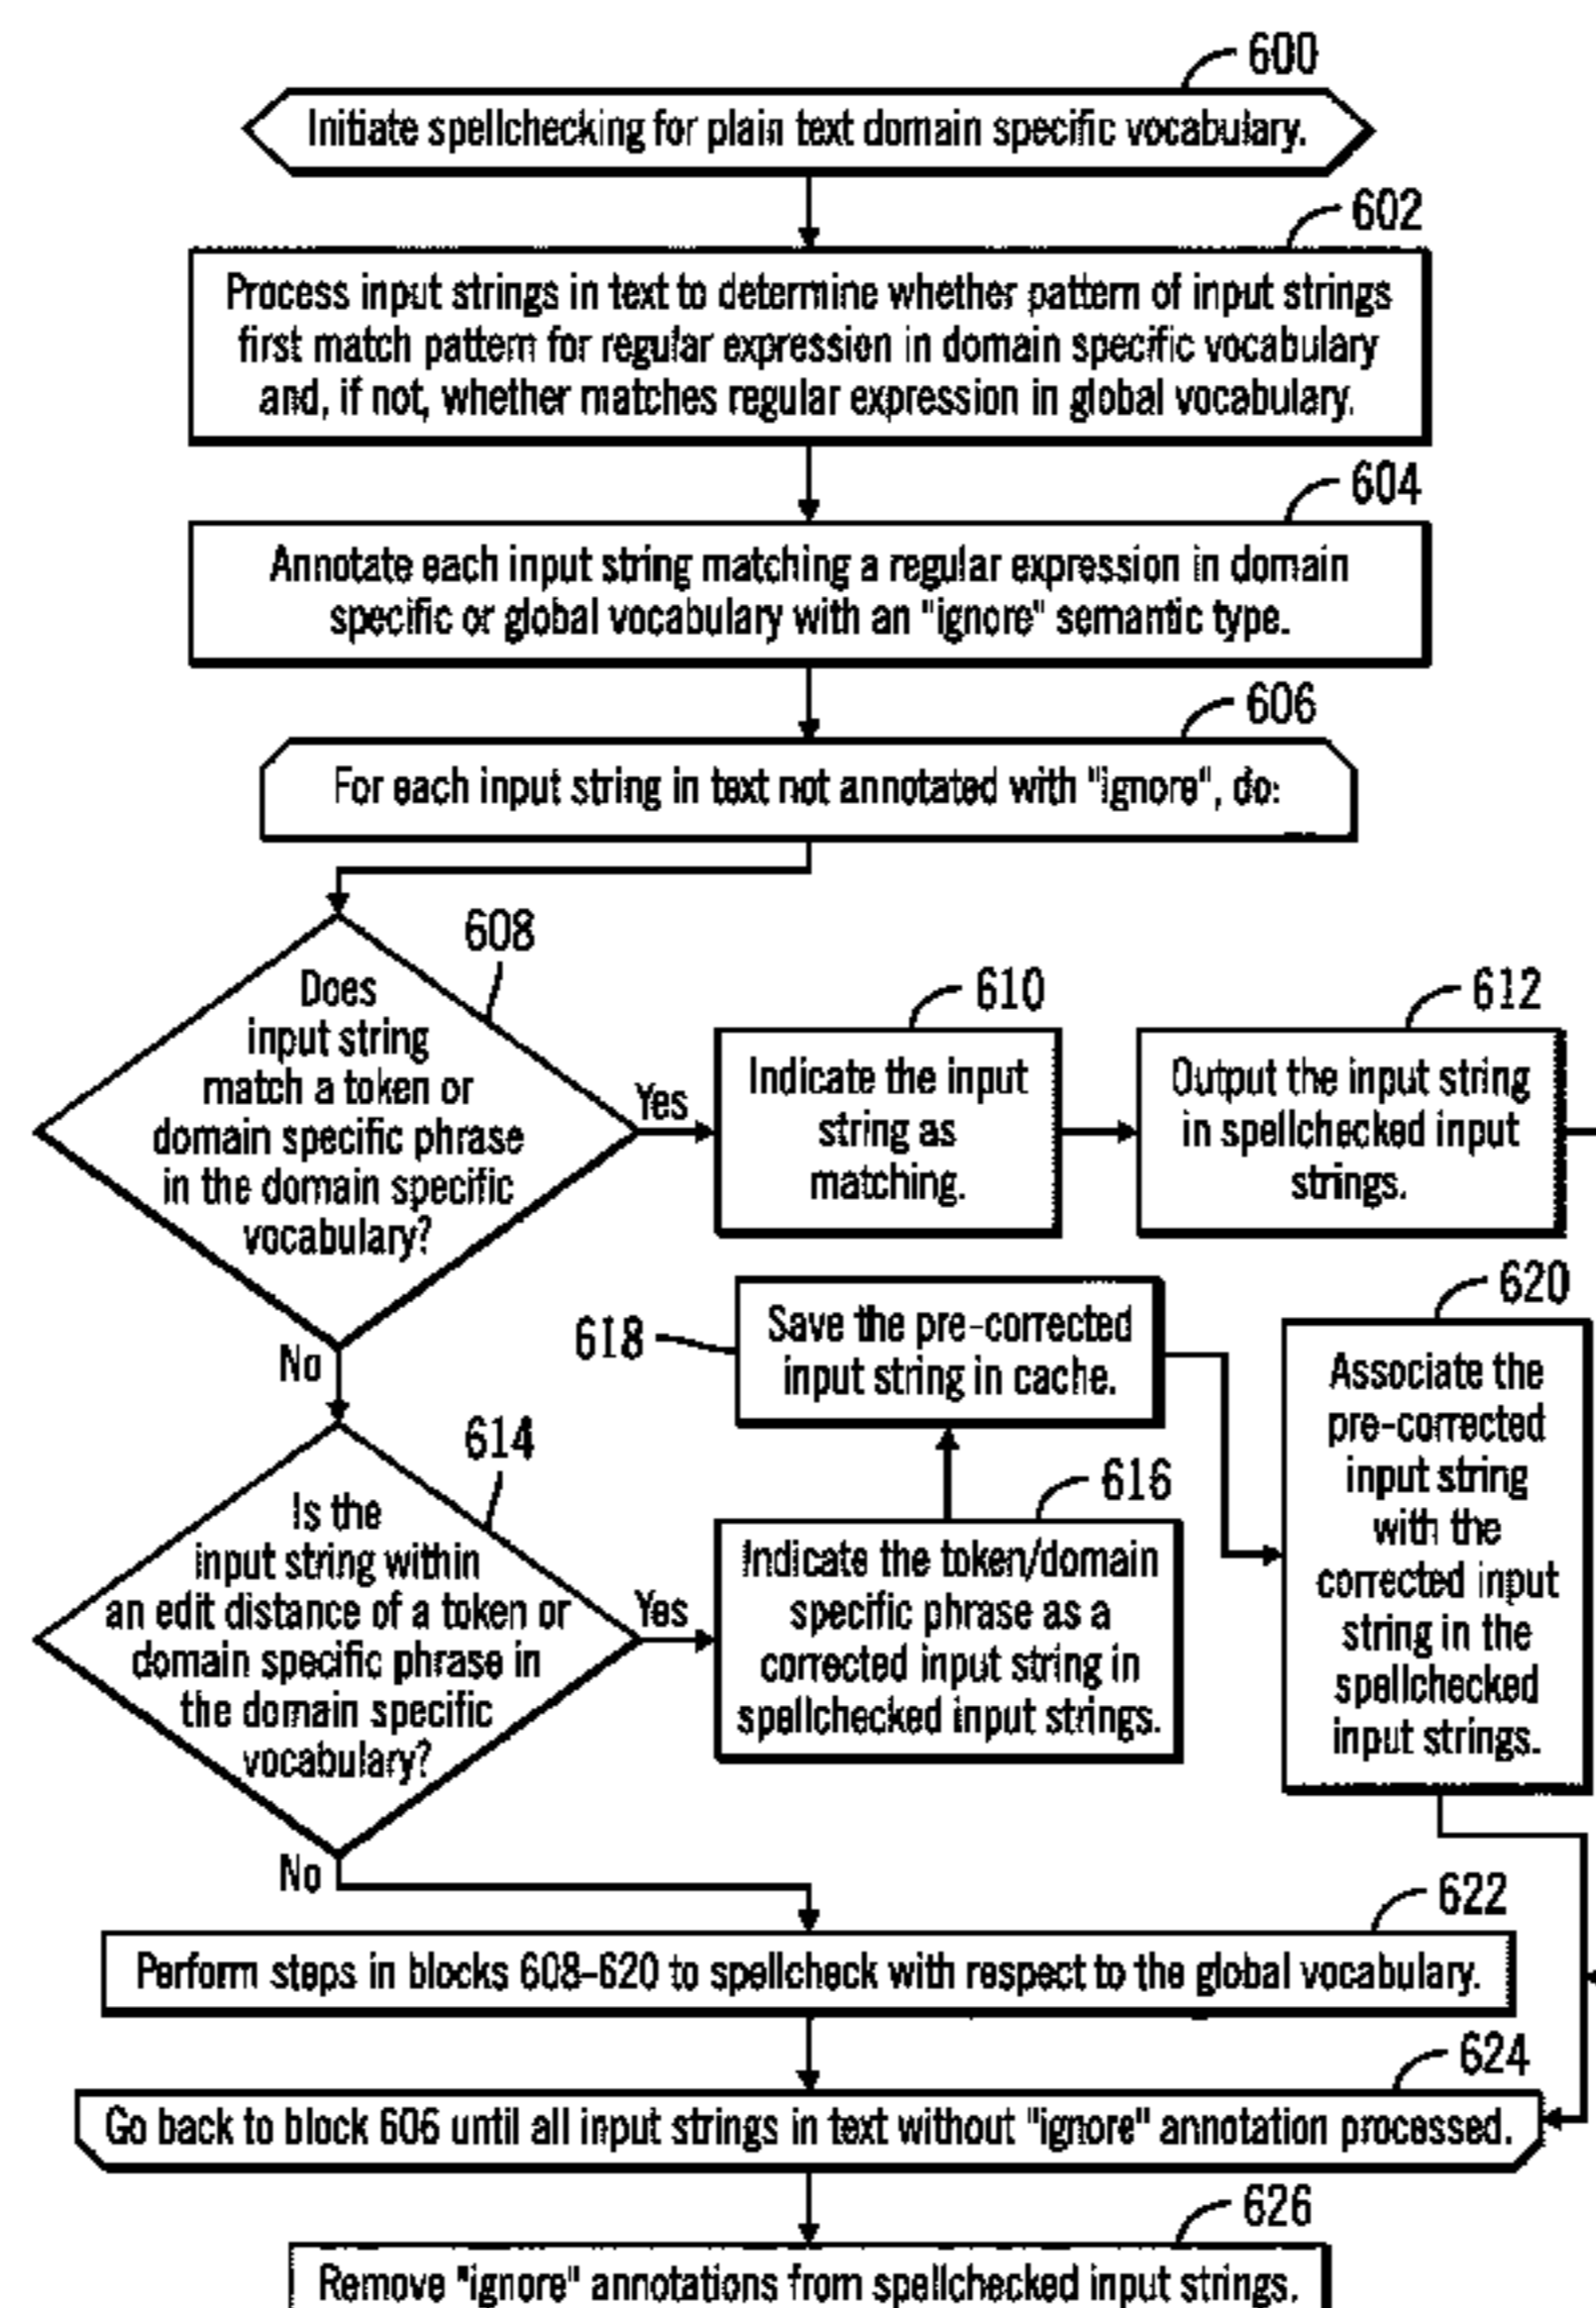 600
Initiate spellchecking for plain text domain specific vocabulary.
602
Process input strings in text to determine whether pattern of input strings
first match pattern for regular expression in domain specific vocabulary
and, if not, whether matches regular expression in global vocabulary.
604
Annotate each input string matching a regular expression in domain
specific or global vocabulary with an "ignore" semantic type.
606
For each input string in text not annotated with "ignore", do:
608
Does
input string
match a token or
domain specific phrase
in the domain specific
vocabulary?
Yes
No
610
Indicate the input
string as
matching.
612
Output the input string
in spellchecked input
strings.
614
Is the
input string within
an edit distance of a token or
domain specific phrase in
the domain specific
vocabulary?
Yes
No
616
Indicate the token/domain
specific phrase as a
corrected input string in
spellchecked input strings.
618
Save the pre-corrected
input string in cache.
620
Associate the
pre-corrected
input string
with the
corrected input
string in the
spellchecked
input strings.
622
Perform steps in blocks 608-620 to spellcheck with respect to the global vocabulary.
624
Go back to block 606 until all input strings in text without "ignore" annotation processed.
626
Remove "ignore" annotations from spellchecked input strings.